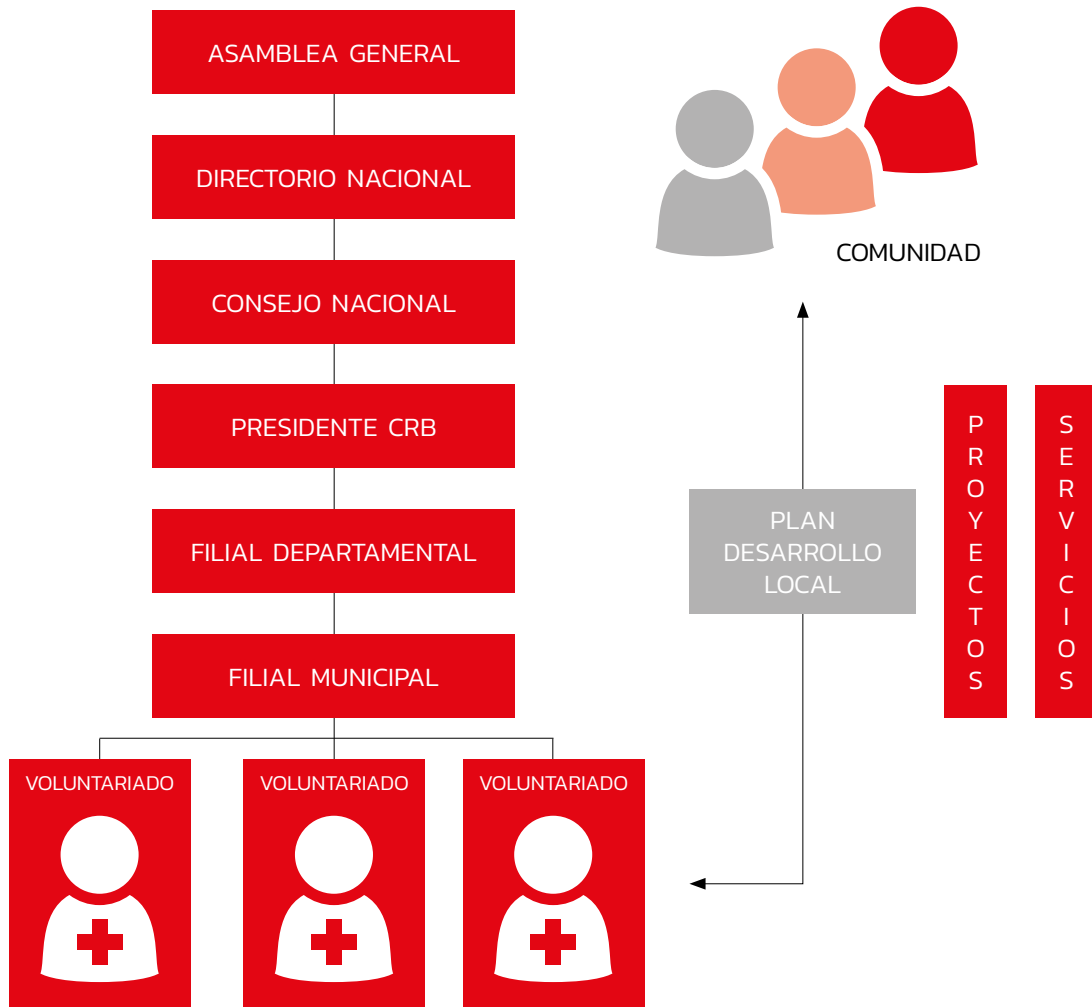 ASAMBLEA GENERAL
DIRECTORIO NACIONAL
CONSEJO NACIONAL
PRESIDENTE CRB
FILIAL DEPARTAMENTAL
FILIAL MUNICIPAL
VOLUNTARIADO
VOLUNTARIADO
VOLUNTARIADO
COMUNIDAD
PLAN
DESARROLLO
LOCAL
PROYECTOS
SERVICIOS